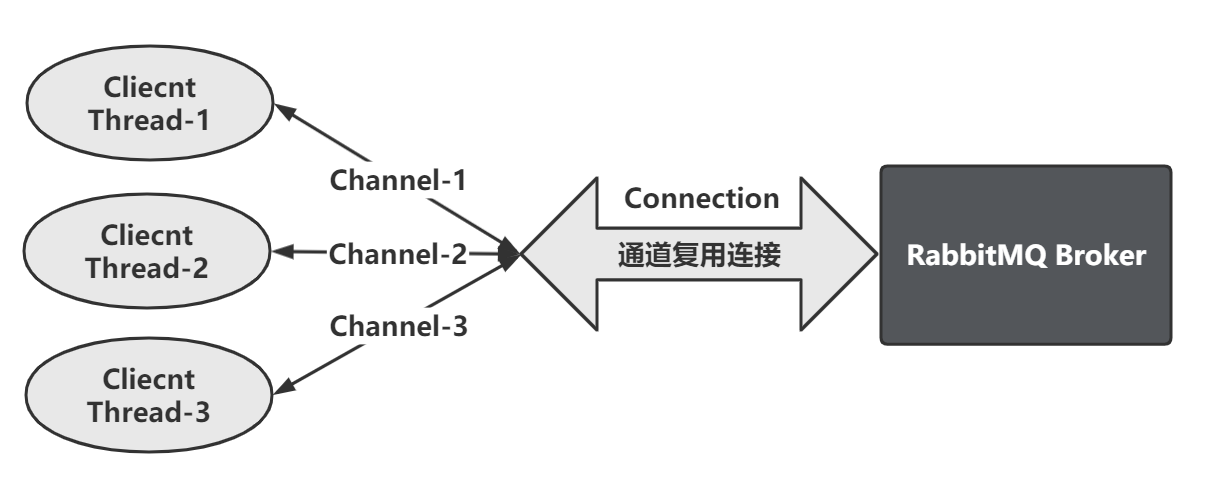 Cliecnt
Thread-1
Channel-1
Cliecnt
Thread-2
Channel-2
Cliecnt
Thread-3
Channel-3
Connection
通道复用连接
RabbitMQ Broker